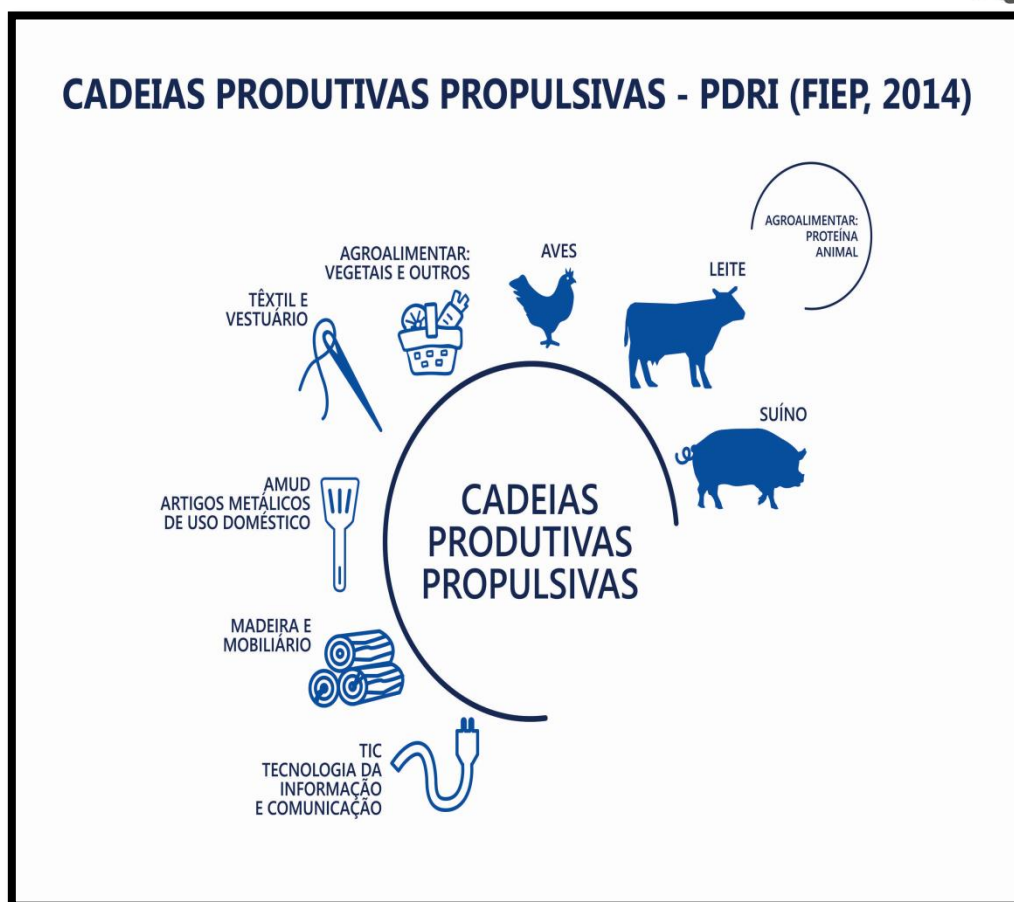 CADEIAS PRODUTIVAS PROPULSIVAS - PDRI (FIEP, 2014)
AGROALIMENTAR:
PROTEÍNA
ANIMAL
AVES
LEITE
SUÍNO
AGROALIMENTAR:
VEGETAIS E OUTROS
TÊXTIL E
VESTUÁRIO
AMUD
ARTIGOS METÁLICOS
DE USO DOMÉSTICO
CADEIAS
PRODUTIVAS
PROPULSIVAS
MADEIRA E
MOBILIÁRIO
TIC
TECNOLOGIA DA
INFORMAÇÃO
E COMUNICAÇÃO